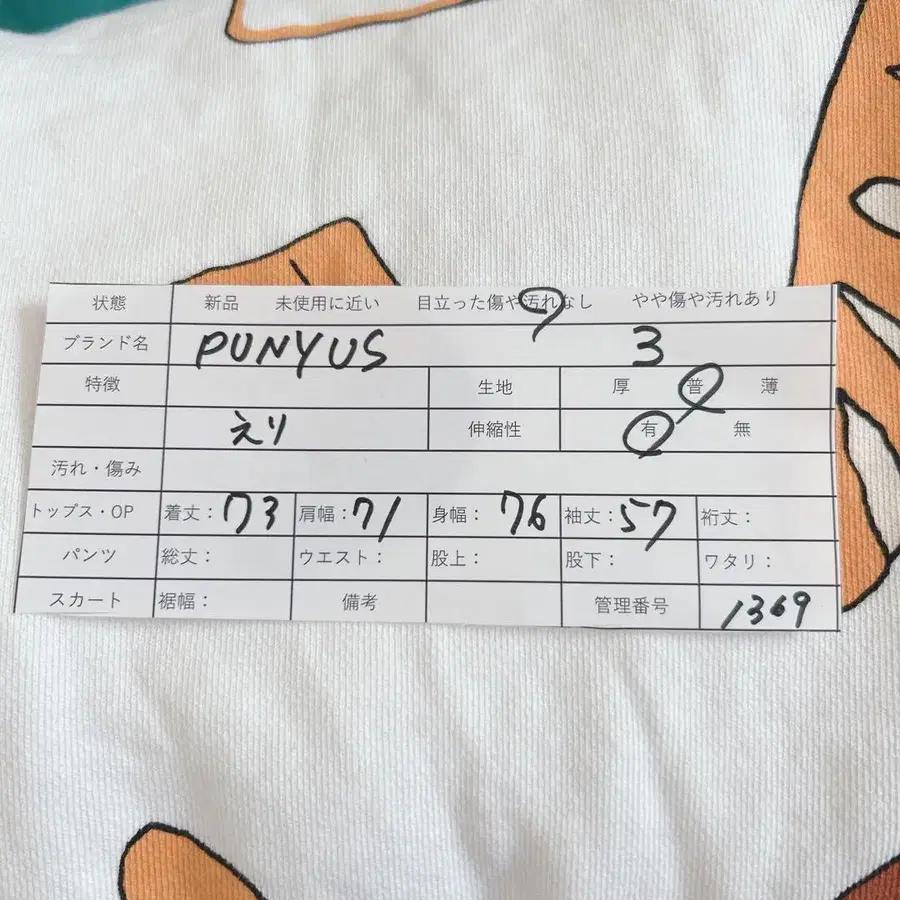 状態 新品 未使用に近い 目立った傷や汚れなし やや傷や汚れあり
ブランド名 PUNYUS 3
特徴 生地 厚 普 薄
えり 伸縮性 有 無
汚れ・傷み
トップス・OP 着丈：73 肩幅：71 身幅：76 袖丈：57 裄丈：
パンツ 総丈： ウエスト： 股上： 股下： ワタリ：
スカート 裾幅： 備考 管理番号 1369